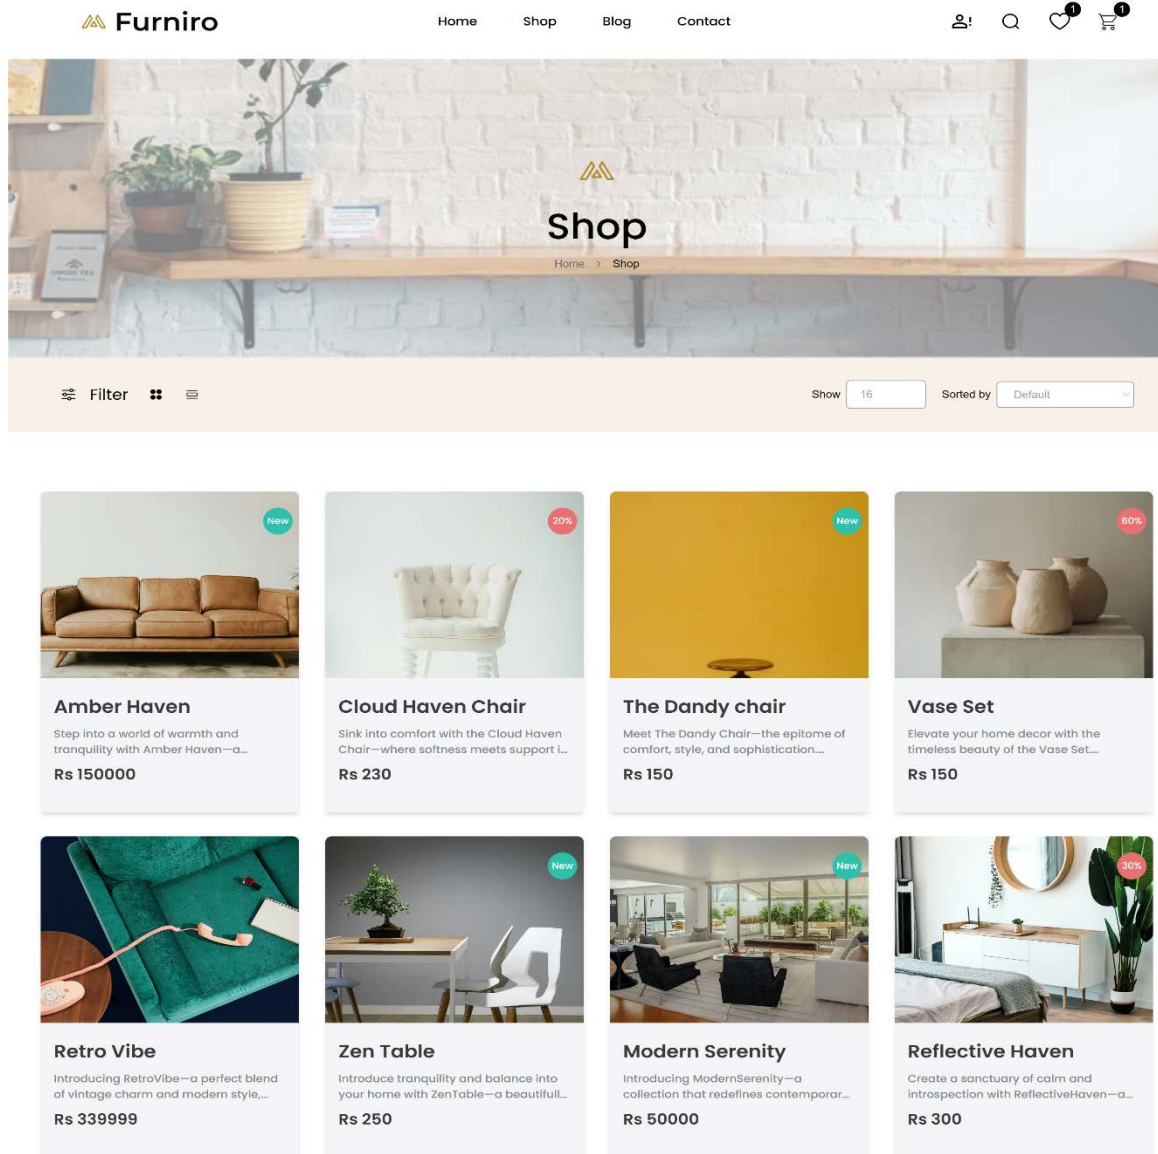 Furniro
Home Shop Blog Contact
1 1
Shop
Home > Shop
Filter
Show 16 Sorted by Default
New
20%
New
60%
Amber Haven
Step into a world of warmth and
tranquility with Amber Haven—a...
Rs 150000
Cloud Haven Chair
Sink into comfort with the Cloud Haven
Chair—where softness meets support i...
Rs 230
The Dandy chair
Meet The Dandy Chair—the epitome of
comfort, style, and sophistication....
Rs 150
Vase Set
Elevate your home decor with the
timeless beauty of the Vase Set....
Rs 150
New
New
30%
Retro Vibe
Introducing RetroVibe—a perfect blend
of vintage charm and modern style,...
Rs 339999
Zen Table
Introduce tranquility and balance into
your home with ZenTable—a beautifull...
Rs 250
Modern Serenity
Introducing ModernSerenity—a
collection that redefines contemporar...
Rs 50000
Reflective Haven
Create a sanctuary of calm and
introspection with ReflectiveHaven—a...
Rs 300